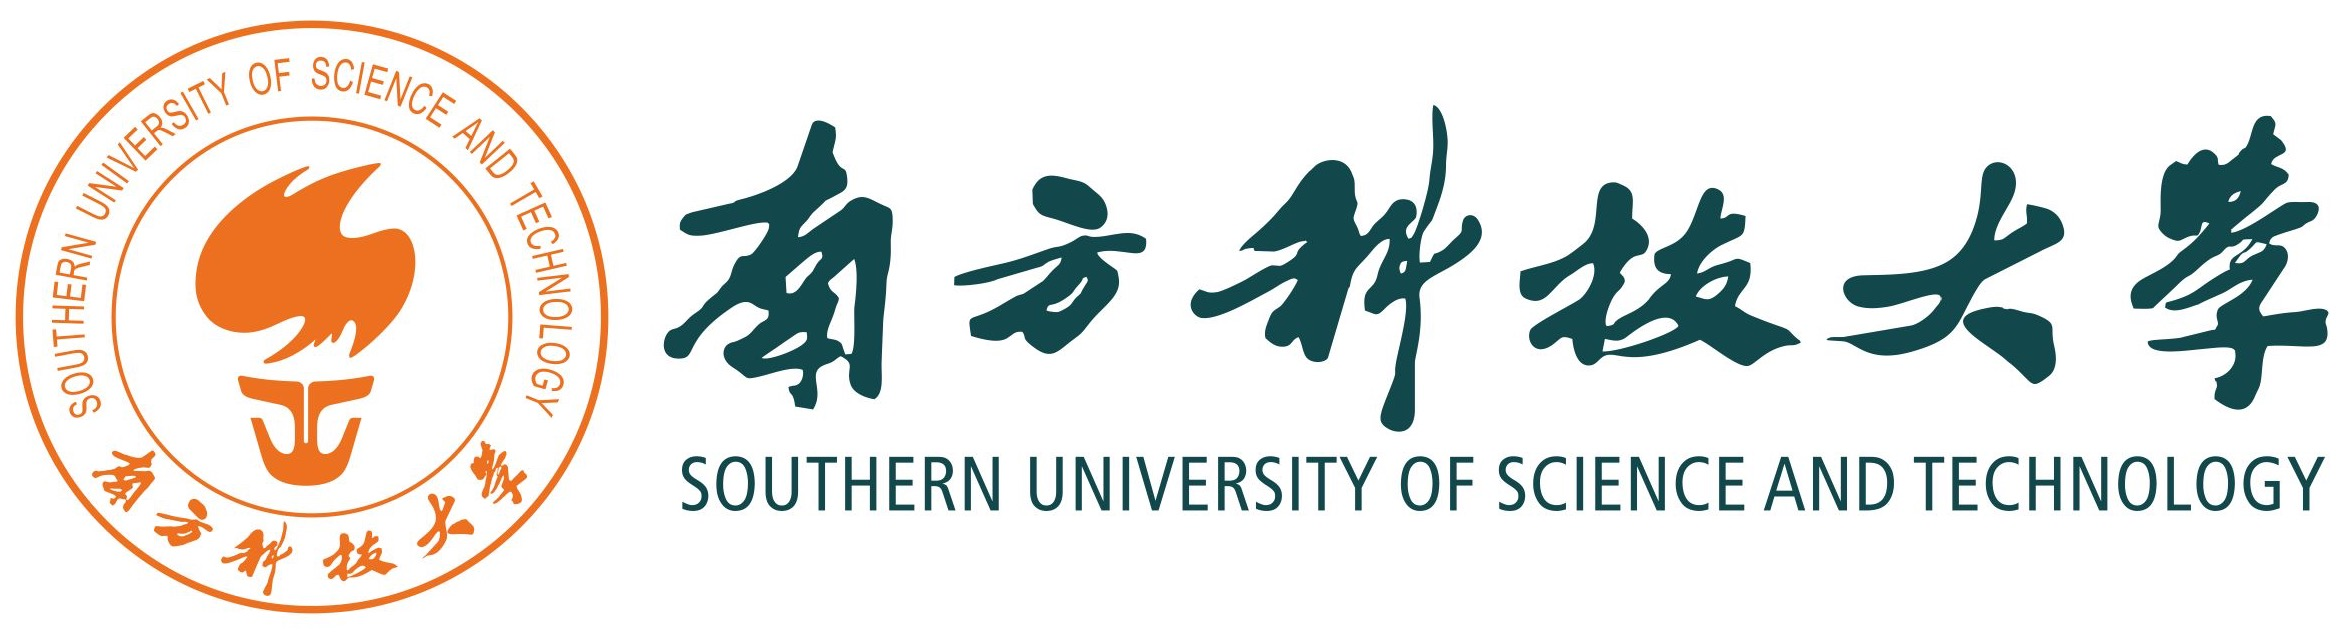 SOUTHERN UNIVERSITY OF SCIENCE AND TECHNOLOGY
南方科技大学
南方科技大学
SOUTHERN UNIVERSITY OF SCIENCE AND TECHNOLOGY